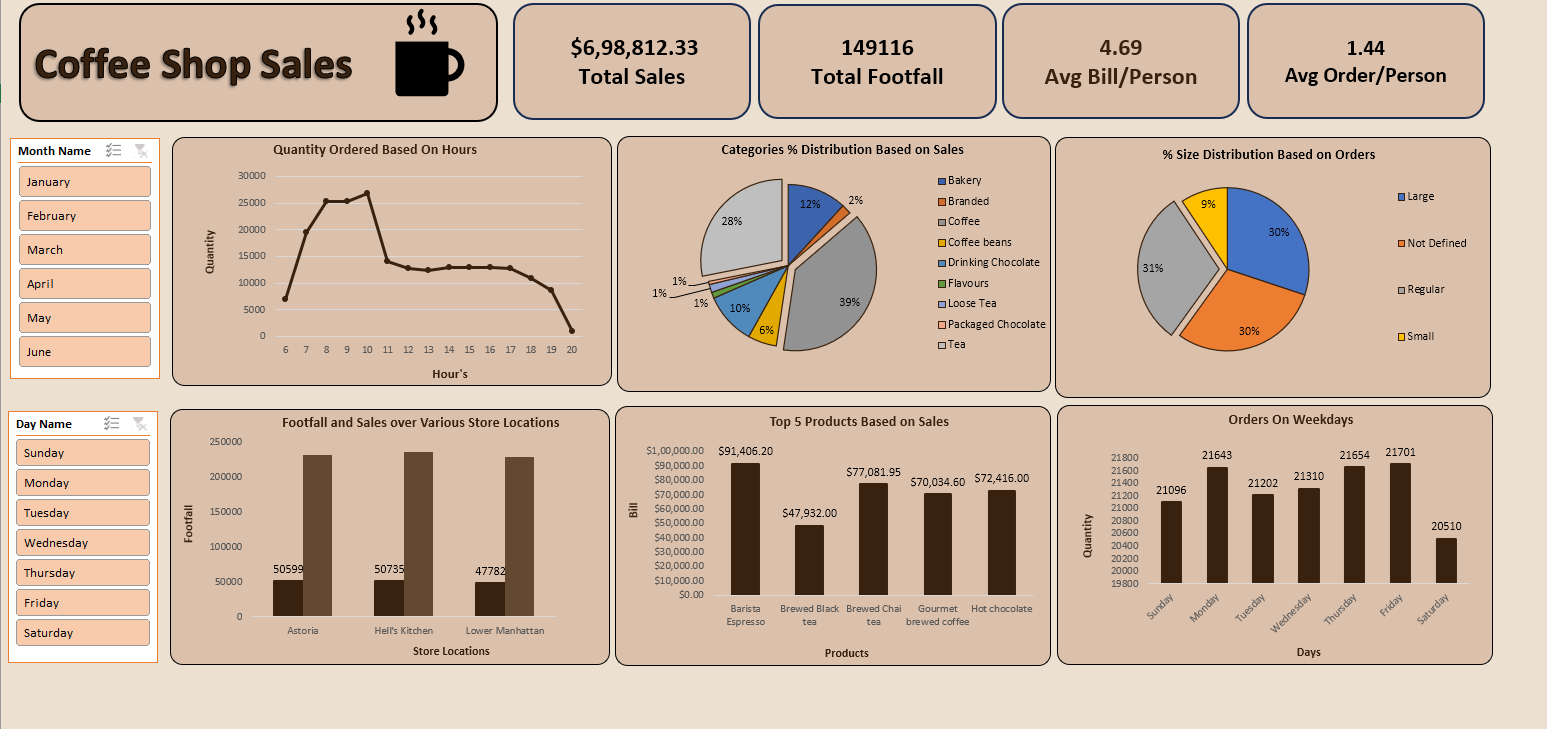 Coffee Shop Sales
$6,98,812.33
Total Sales
149116
Total Footfall
4.69
Avg Bill/Person
1.44
Avg Order/Person
Month Name
January
February
March
April
May
June
Quantity Ordered Based On Hours
30000
25000
20000
15000
10000
5000
0
Quantity
6 7 8 9 10 11 12 13 14 15 16 17 18 19 20
Hour's
Categories % Distribution Based on Sales
12%
2%
39%
6%
10%
1%
1%
1%
28%
Bakery
Branded
Coffee
Coffee beans
Drinking Chocolate
Flavours
Loose Tea
Packaged Chocolate
Tea
% Size Distribution Based on Orders
30%
30%
31%
9%
Large
Not Defined
Regular
Small
Day Name
Sunday
Monday
Tuesday
Wednesday
Thursday
Friday
Saturday
Footfall and Sales over Various Store Locations
250000
200000
150000
100000
50000
0
Footfall
50599
50735
47782
Astoria
Hell's Kitchen
Lower Manhattan
Store Locations
Top 5 Products Based on Sales
$1,00,000.00
$90,000.00
$80,000.00
$70,000.00
$60,000.00
$50,000.00
$40,000.00
$30,000.00
$20,000.00
$10,000.00
$0.00
Bill
$91,406.20
$47,932.00
$77,081.95
$70,034.60
$72,416.00
Barista
Espresso
Brewed Black
tea
Brewed Chai
tea
Gourmet
brewed coffee
Hot chocolate
Products
Orders On Weekdays
21800
21600
21400
21200
21000
20800
20600
20400
20200
20000
19800
Quantity
21096
21643
21202
21310
21654
21701
20510
Sunday
Monday
Tuesday
Wednesday
Thursday
Friday
Saturday
Days